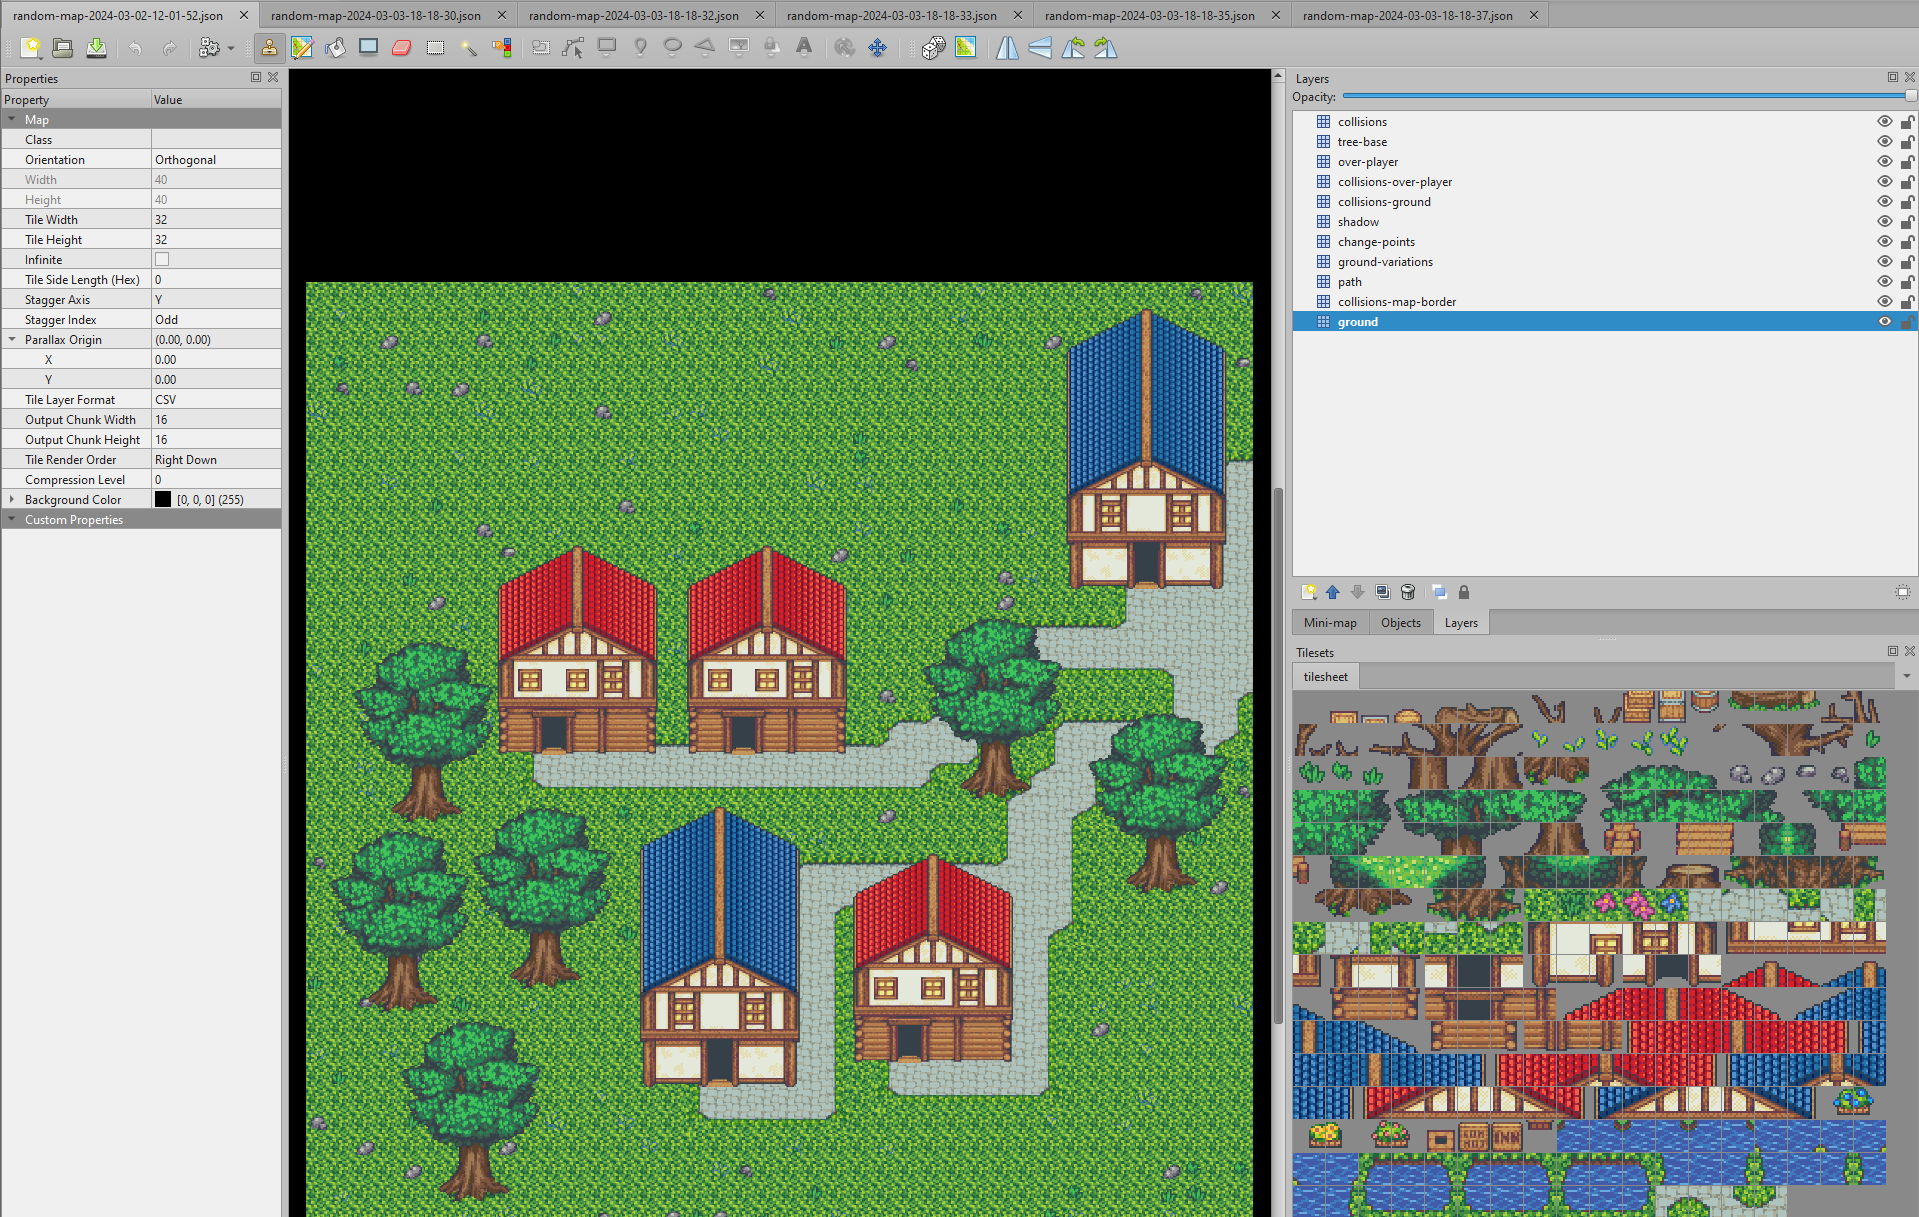 random-map-2024-03-02-12-01-52.json
random-map-2024-03-03-18-18-30.json
random-map-2024-03-03-18-18-32.json
random-map-2024-03-03-18-18-33.json
random-map-2024-03-03-18-18-35.json
random-map-2024-03-03-18-18-37.json
Properties
Property Value
Map
Class
Orientation Orthogonal
Width 40
Height 40
Tile Width 32
Tile Height 32
Infinite
Tile Side Length (Hex) 0
Stagger Axis Y
Stagger Index Odd
Parallax Origin (0.00, 0.00)
X 0.00
Y 0.00
Tile Layer Format CSV
Output Chunk Width 16
Output Chunk Height 16
Tile Render Order Right Down
Compression Level 0
Background Color [0, 0, 0] (255)
Custom Properties
Layers
Opacity:
collisions
tree-base
over-player
collisions-over-player
collisions-ground
shadow
change-points
ground-variations
path
collisions-map-border
ground
Mini-map Objects Layers
Tilesets
tilesheet
INN